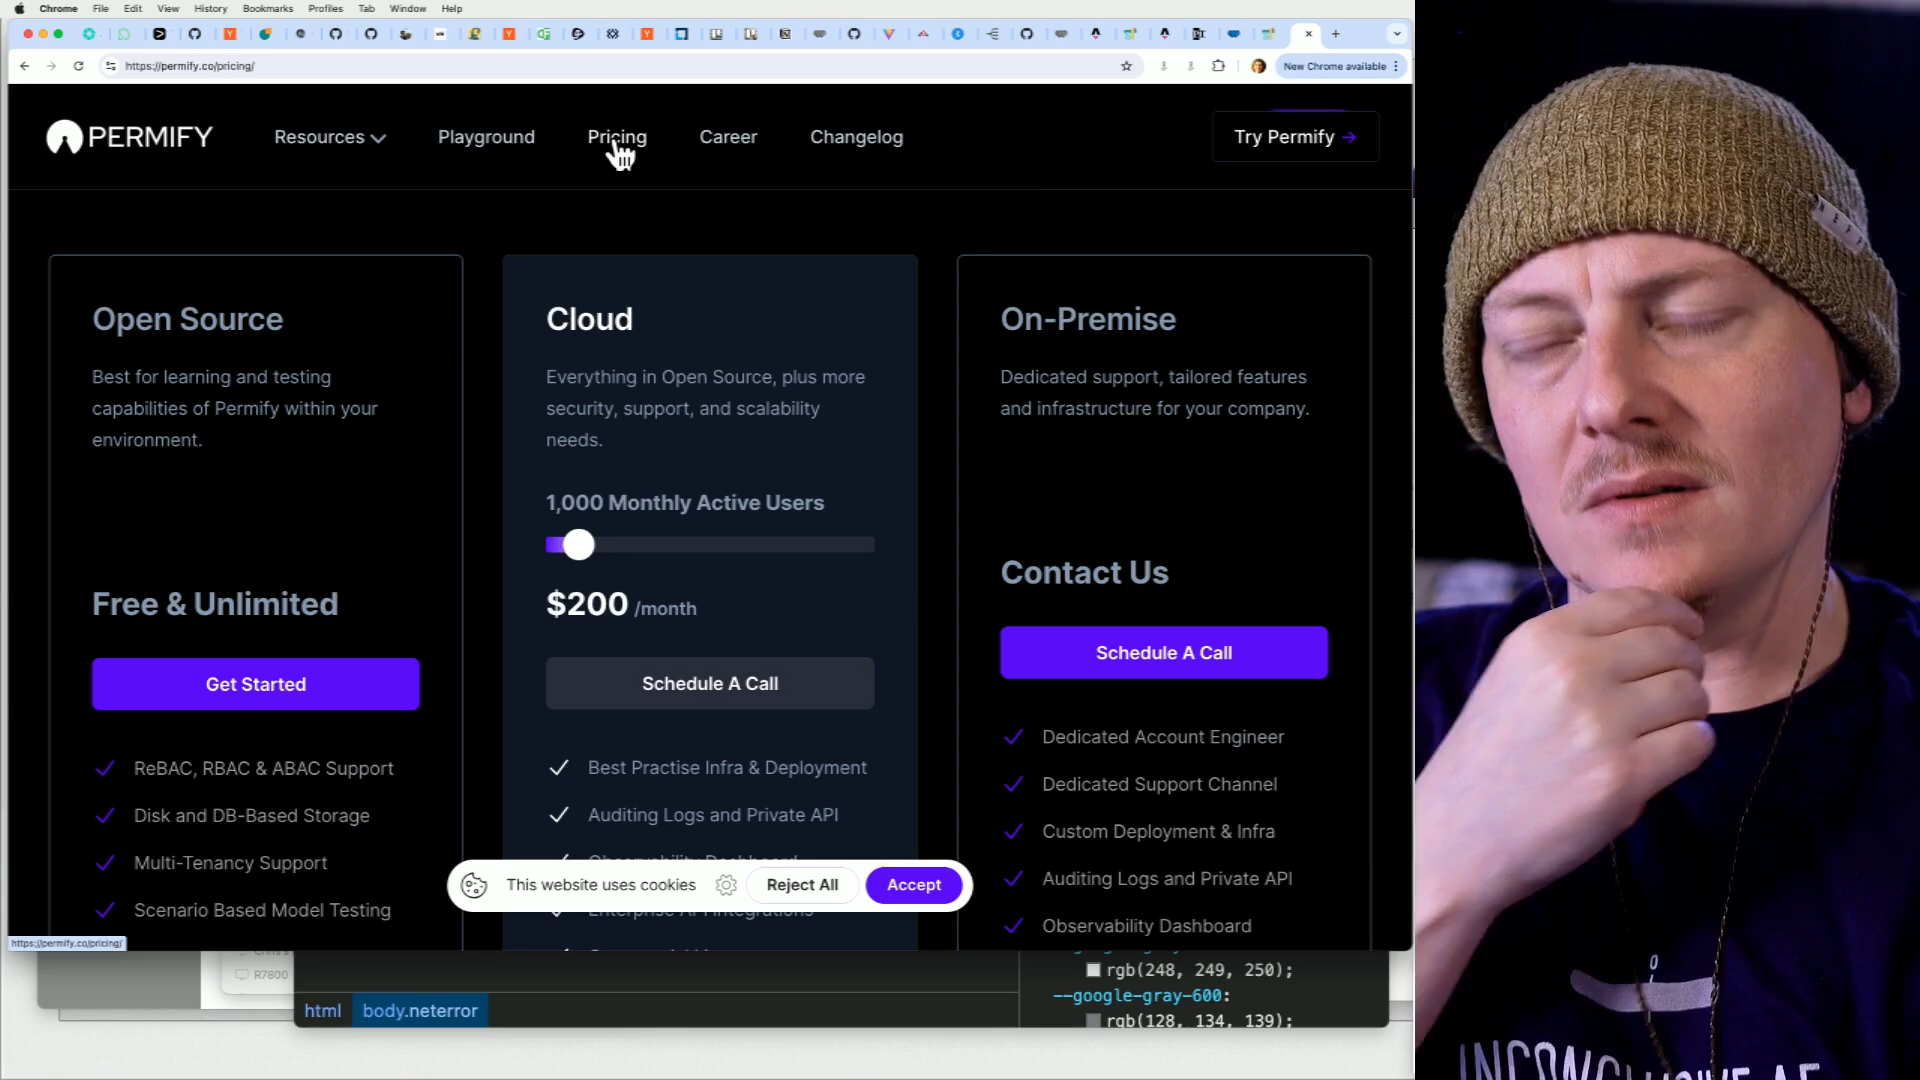 Chrome File Edit View History Bookmarks Profiles Tab Window Help
https://permify.co/pricing/
New Chrome available
PERMIFY
Resources
Playground
Pricing
Career
Changelog
Try Permify
Open Source
Best for learning and testing
capabilities of Permify within your
environment.
Free & Unlimited
Get Started
ReBAC, RBAC & ABAC Support
Disk and DB-Based Storage
Multi-Tenancy Support
Scenario Based Model Testing
Cloud
Everything in Open Source, plus more
security, support, and scalability
needs.
1,000 Monthly Active Users
$200 /month
Schedule A Call
Best Practise Infra & Deployment
Auditing Logs and Private API
Observability Dashboard
Enterprise API Integrations
On-Premise
Dedicated support, tailored features
and infrastructure for your company.
Contact Us
Schedule A Call
Dedicated Account Engineer
Dedicated Support Channel
Custom Deployment & Infra
Auditing Logs and Private API
Observability Dashboard
This website uses cookies
Reject All
Accept
https://permify.co/pricing/
R7800
html
body.neterror
rgb(248, 249, 250);
--google-gray-600:
rgb(128, 134, 139);
NEFF